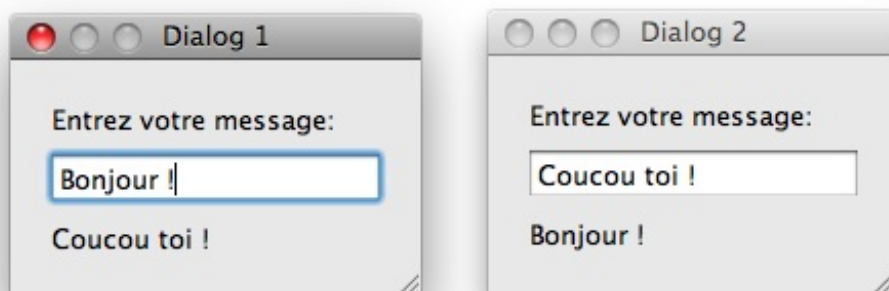 Dialog 1
Entrez votre message:
Bonjour !
Coucou toi !
Dialog 2
Entrez votre message:
Coucou toi !
Bonjour !